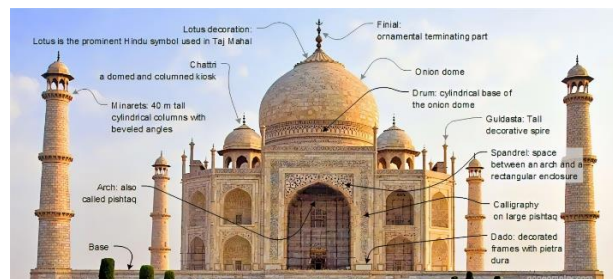 Lotus decoration:
Lotus is the prominent Hindu symbol used in Taj Mahal
Finial:
ornamental terminating part
Chattri
a domed and columned kiosk
Onion dome
Minarets: 40 m tall
cylindrical columns with
beveled angles
Drum: cylindrical base of
the onion dome
Guldasta: Tall
decorative spire
Spandrel: space
between an arch and a
rectangular enclosure
Arch: also
called pishtaq
Calligraphy
on large pishtaq
Base
Dado: decorated
frames with pietra
dura